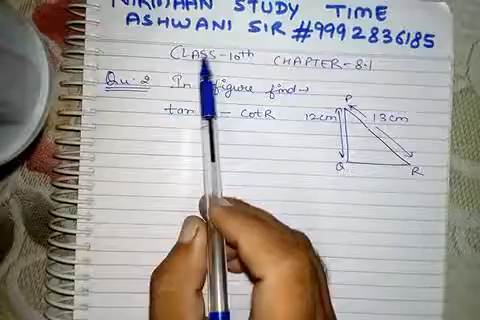 NIRWAAN STUDY TIME
ASHWANI SIR #9992836185
CLASS-10th CHAPTER-8.1
Qu:2 In figure find→
tan - CotR
P
12cm 13cm
Q R